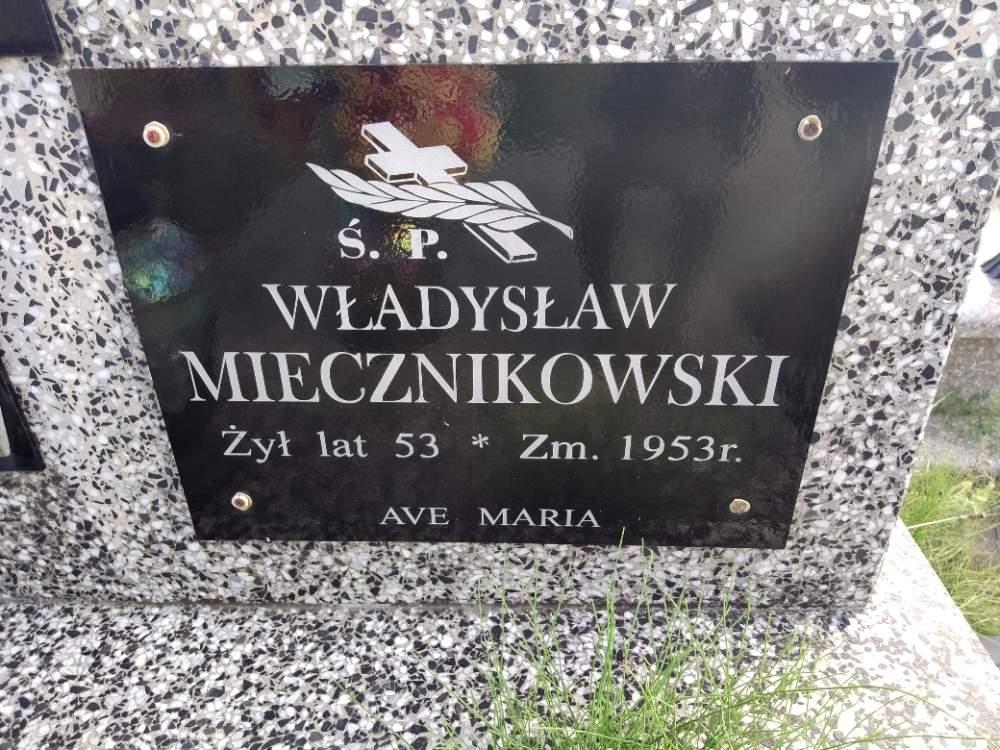 Ś. P.
WŁADYSŁAW
MIECZNIKOWSKI
Żył lat 53 * Zm. 1953r.
AVE MARIA